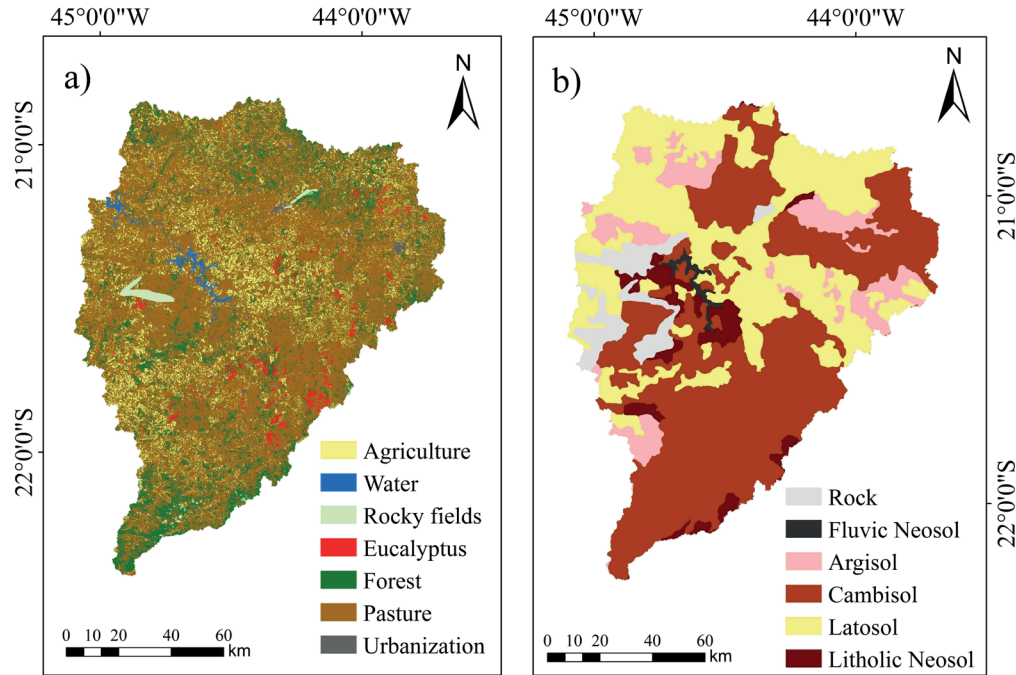 45°0'0"W 44°0'0"W
a)
N
21°0'0"S
22°0'0"S
Agriculture
Water
Rocky fields
Eucalyptus
Forest
Pasture
Urbanization
0 10 20 40 60
km
45°0'0"W 44°0'0"W
b)
N
21°0'0"S
22°0'0"S
Rock
Fluvic Neosol
Argisol
Cambisol
Latosol
Litholic Neosol
0 10 20 40 60
km